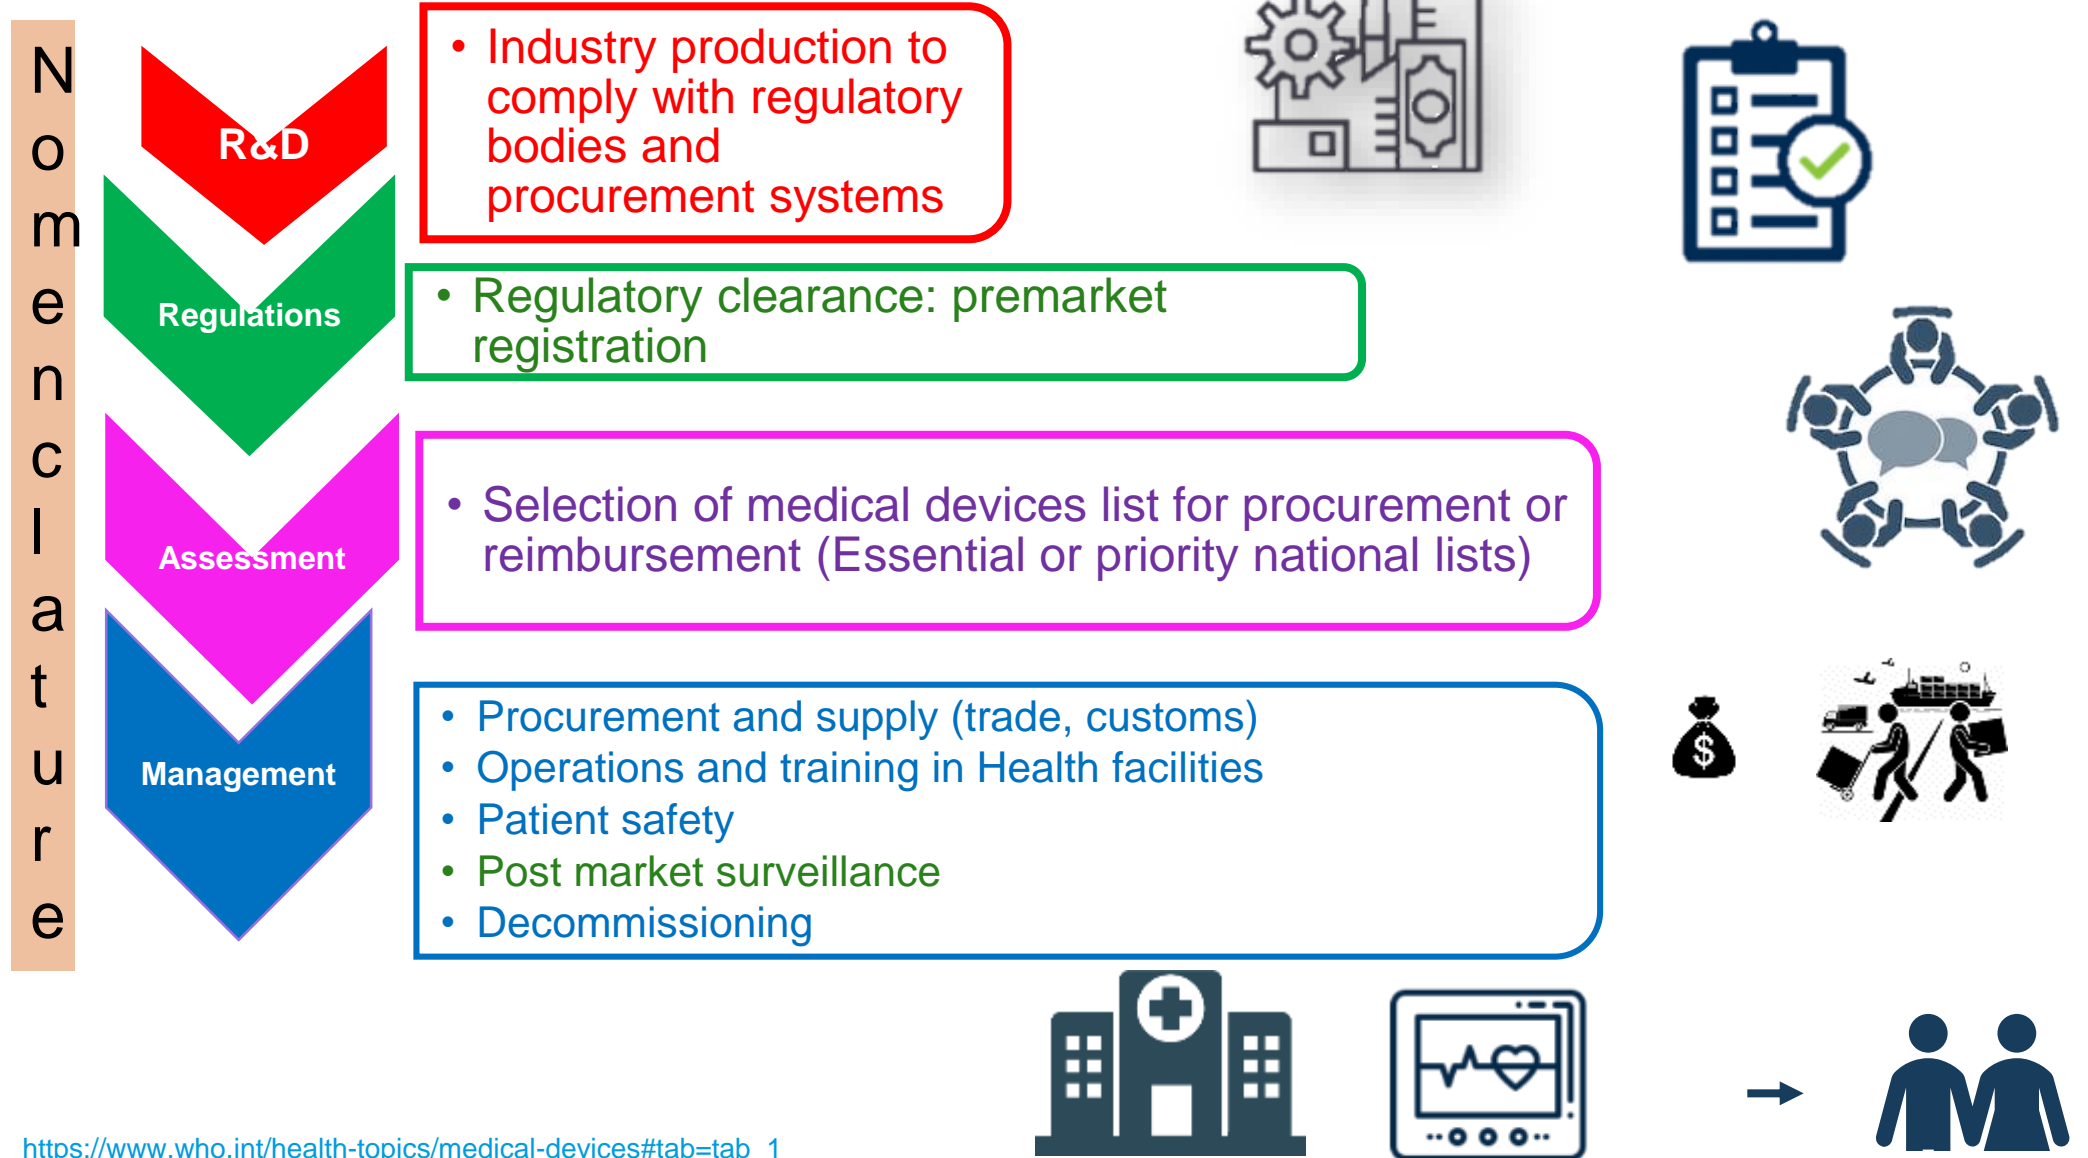 Nomenclature
R&D
• Industry production to
comply with regulatory
bodies and
procurement systems
Regulations
• Regulatory clearance: premarket
registration
Assessment
• Selection of medical devices list for procurement or
reimbursement (Essential or priority national lists)
Management
• Procurement and supply (trade, customs)
• Operations and training in Health facilities
• Patient safety
• Post market surveillance
• Decommissioning
$
https://www.who.int/health-topics/medical-devices#tab=tab_1